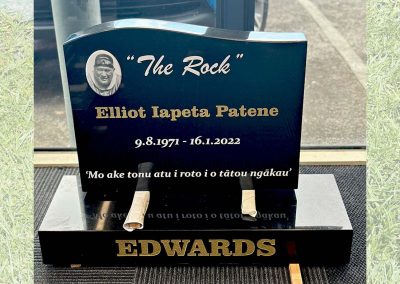 "The Rock"
Elliot Iapeta Patene
9.8.1971 - 16.1.2022
'Mo ake tonu atu i roto i o tātou ngākau'
EDWARDS